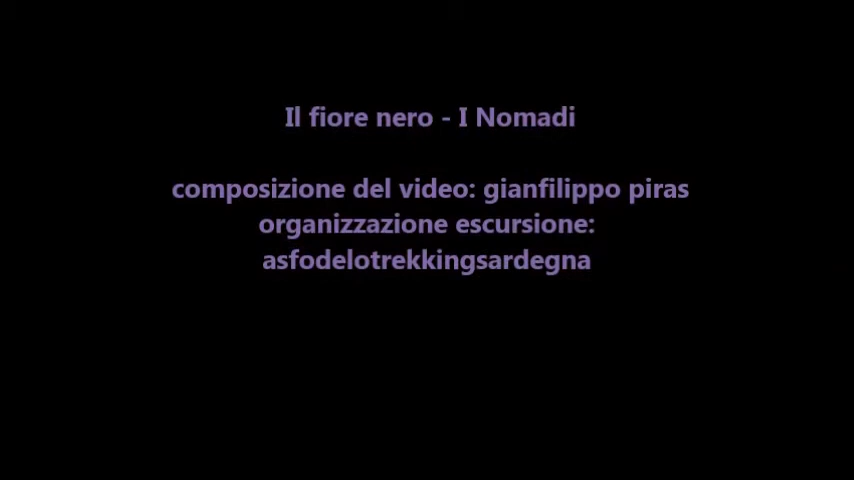 Il fiore nero - I Nomadi
composizione del video: gianfilippo piras
organizzazione escursione:
asfodelotrekkingsardegna